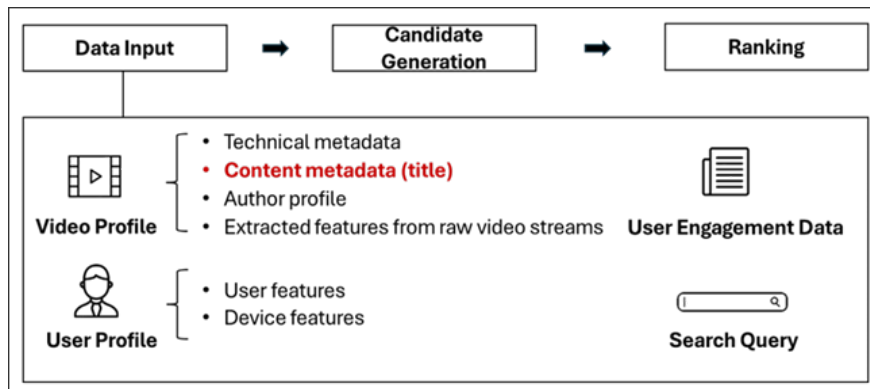 Data Input
Candidate
Generation
Ranking
• Technical metadata
• Content metadata (title)
• Author profile
• Extracted features from raw video streams
Video Profile
User Engagement Data
• User features
• Device features
User Profile
Search Query